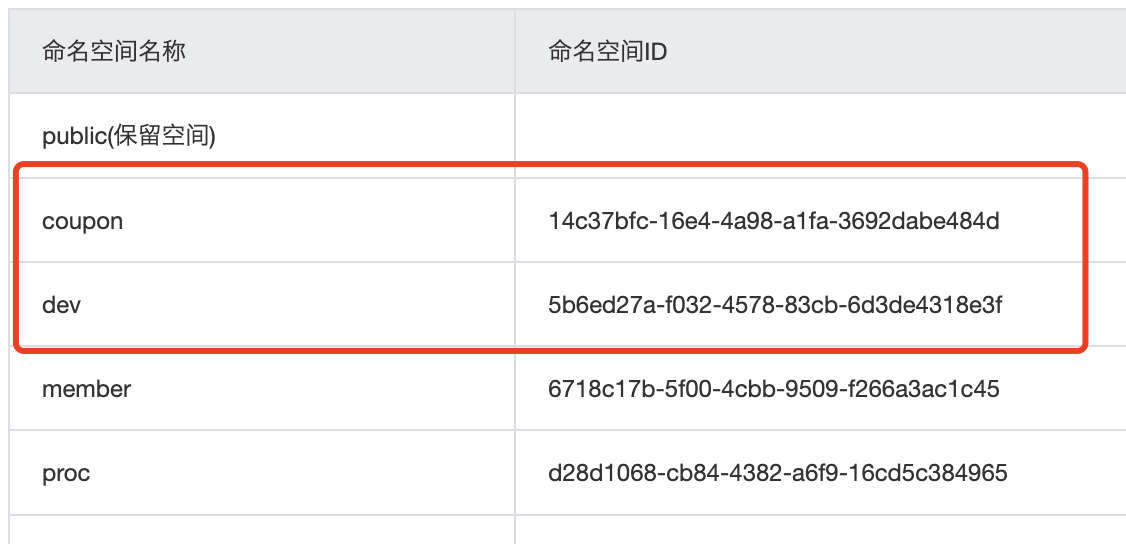 命名空间名称 命名空间ID
public(保留空间)
coupon 14c37bfc-16e4-4a98-a1fa-3692dabe484d
dev 5b6ed27a-f032-4578-83cb-6d3de4318e3f
member 6718c17b-5f00-4cbb-9509-f266a3ac1c45
proc d28d1068-cb84-4382-a6f9-16cd5c384965